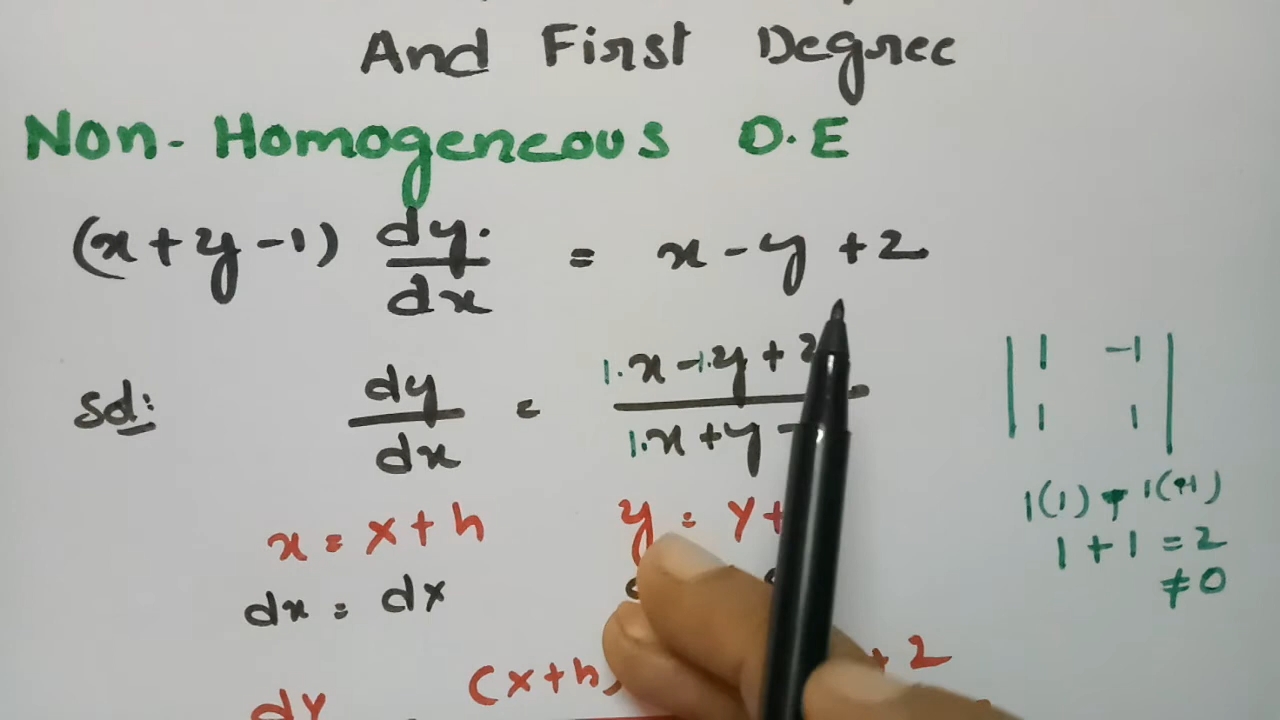 And First Degree
Non-Homogeneous D.E
(x+y-1) dy/dx = x-y+2
Sol: dy/dx = 1.x-1.y+2 / 1.x+y-
| 1 -1 |
| 1 1 |
1(1)+1(+1)
1+1=2
≠0
x = X+h y = Y+
dx = dX
dY (X+h) +2